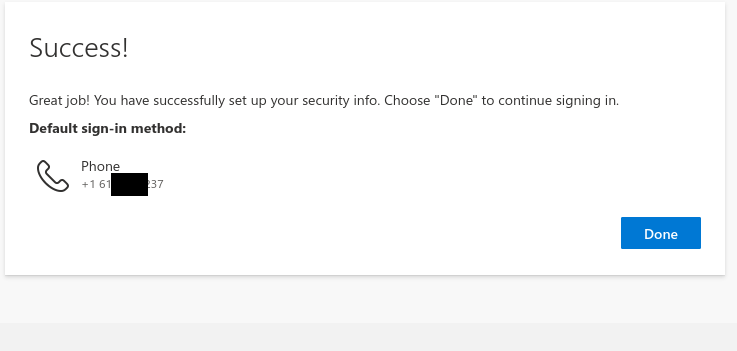 Success!
Great job! You have successfully set up your security info. Choose "Done" to continue signing in.
Default sign-in method:
Phone
+1 61 237
Done